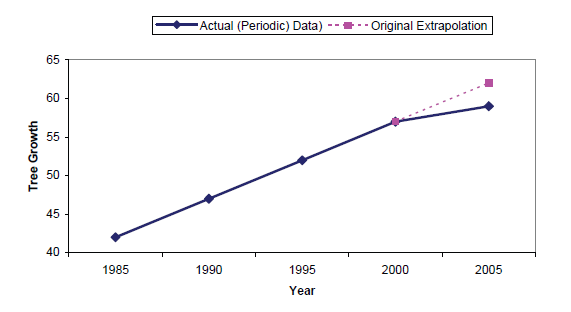 Actual (Periodic) Data) Original Extrapolation
65
60
55
50
45
40
Tree Growth
1985 1990 1995 2000 2005
Year